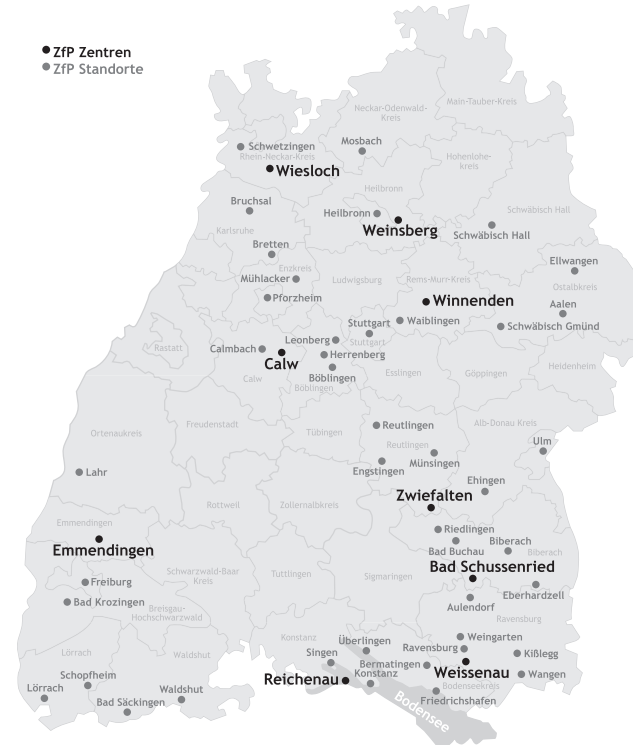 ZfP Zentren
ZfP Standorte
Neckar-Odenwald-
Kreis
Main-Tauber-Kreis
Schwetzingen
Rhein-Neckar-Kreis
Mosbach
Hohenlohe-
kreis
Wiesloch
Heilbronn
Bruchsal
Heilbronn
Schwäbisch Hall
Weinsberg
Karlsruhe
Schwäbisch Hall
Bretten
Ellwangen
Enzkreis
Mühlacker
Ludwigsburg
Rems-Murr-Kreis
Ostalbkreis
Pforzheim
Winnenden
Aalen
Stuttgart
Waiblingen
Schwäbisch Gmünd
Rastatt
Calmbach
Leonberg
Stuttgart
Herrenberg
Calw
Heidenheim
Calw
Böblingen
Böblingen
Esslingen
Göppingen
Freudenstadt
Reutlingen
Alb-Donau Kreis
Ortenaukreis
Tübingen
Reutlingen
Ulm
Lahr
Engstingen
Münsingen
Ehingen
Zwiefalten
Rottweil
Zollernalbkreis
Emmendingen
Riedlingen
Emmendingen
Bad Buchau
Biberach
Biberach
Bad Schussenried
Schwarzwald-Baar
Kreis
Tuttlingen
Sigmaringen
Freiburg
Eberhardzell
Bad Krozingen
Breisgau-
Hochschwarzwald
Aulendorf
Ravensburg
Konstanz
Überlingen
Weingarten
Lörrach
Waldshut
Singen
Ravensburg
Kißlegg
Bermatingen
Schopfheim
Reichenau
Konstanz
Weissenau
Wangen
Lörrach
Waldshut
Bodenseekreis
Bad Säckingen
Friedrichshafen
Bodensee